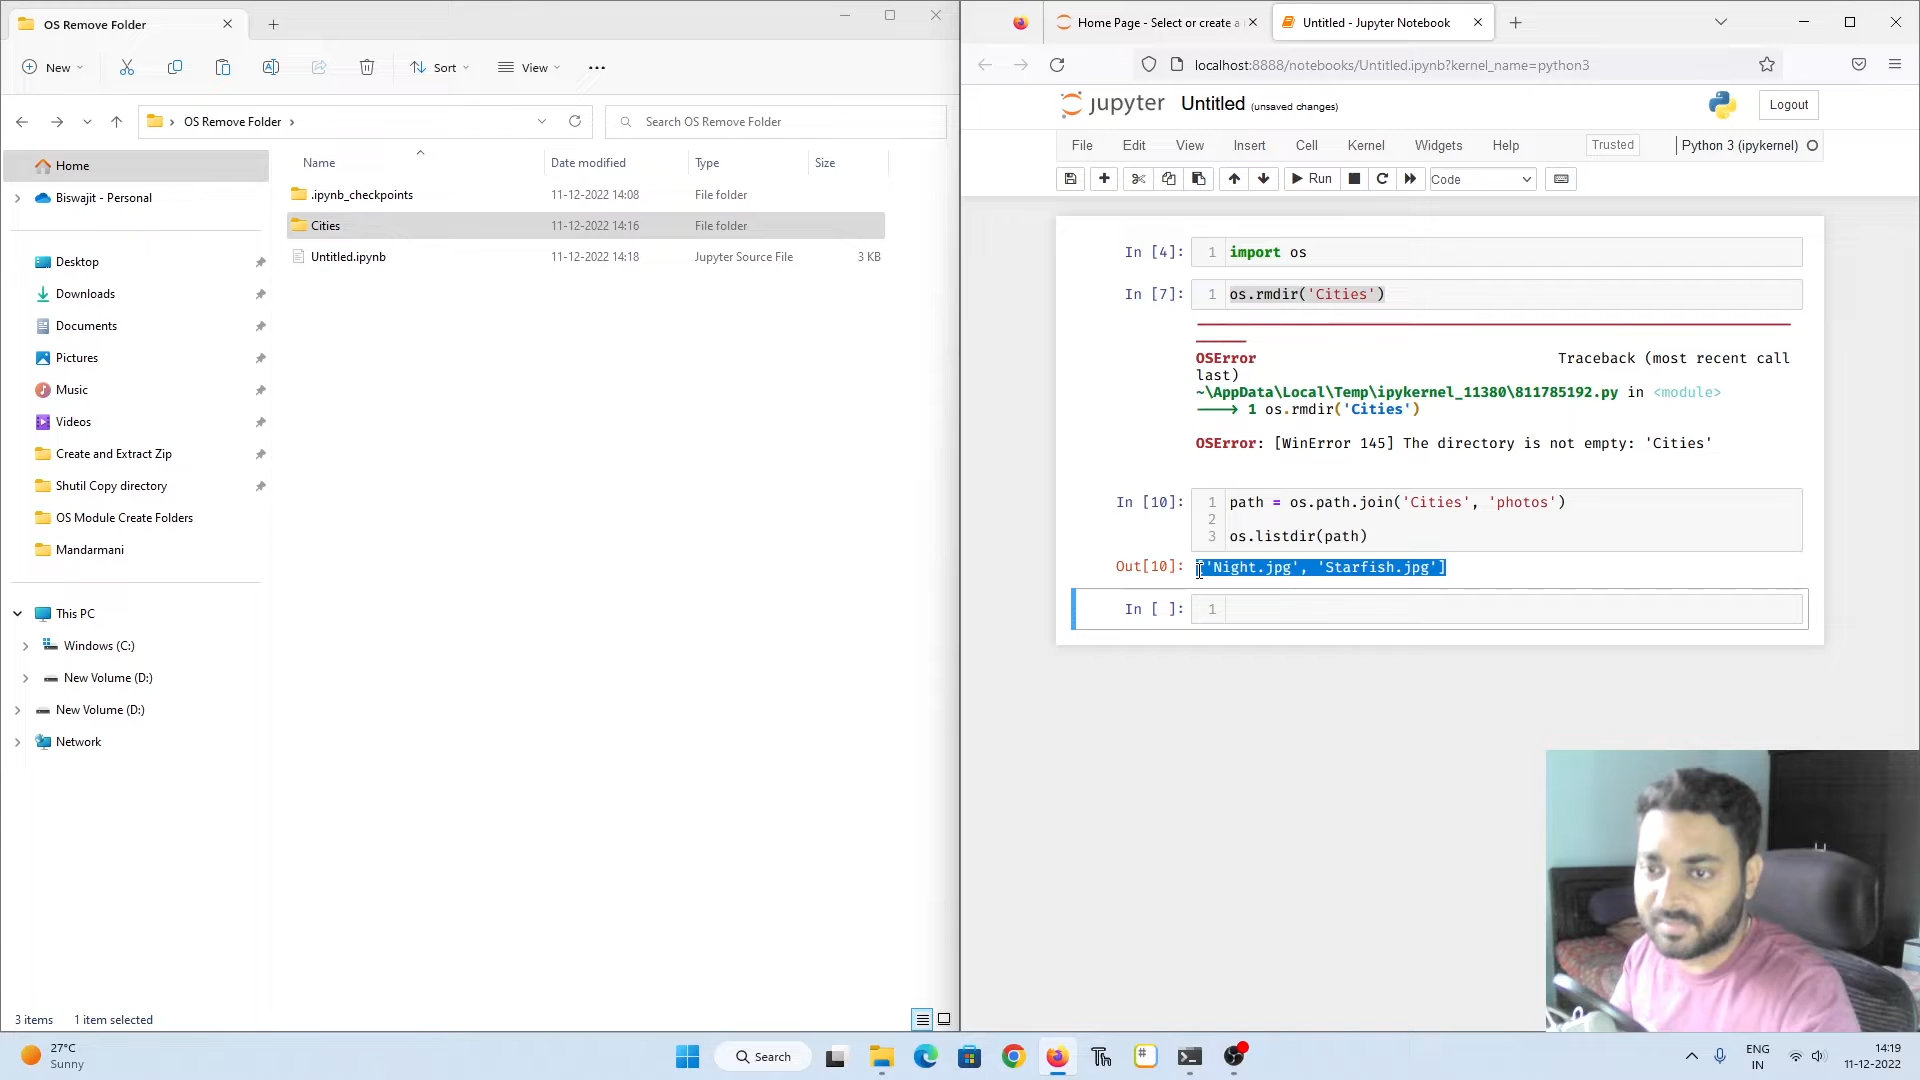 OS Remove Folder
New
Sort
View
OS Remove Folder
Search OS Remove Folder
Name Date modified Type Size
.ipynb_checkpoints 11-12-2022 14:08 File folder
Cities 11-12-2022 14:16 File folder
Untitled.ipynb 11-12-2022 14:18 Jupyter Source File 3 KB
Home
Biswajit - Personal
Desktop
Downloads
Documents
Pictures
Music
Videos
Create and Extract Zip
Shutil Copy directory
OS Module Create Folders
Mandarmani
This PC
Windows (C:)
New Volume (D:)
New Volume (D:)
Network
3 items 1 item selected
Home Page - Select or create a
Untitled - Jupyter Notebook
localhost:8888/notebooks/Untitled.ipynb?kernel_name=python3
jupyter Untitled (unsaved changes)
Logout
File Edit View Insert Cell Kernel Widgets Help
Trusted
Python 3 (ipykernel)
Run
Code
In [4]: 1 import os
In [7]: 1 os.rmdir('Cities')
OSError Traceback (most recent call
last)
~\AppData\Local\Temp\ipykernel_11380\811785192.py in <module>
----> 1 os.rmdir('Cities')
OSError: [WinError 145] The directory is not empty: 'Cities'
In [10]: 1 path = os.path.join('Cities', 'photos')
2
3 os.listdir(path)
Out[10]: ['Night.jpg', 'Starfish.jpg']
In [ ]: 1
27°C
Sunny
Search
ENG
IN
14:19
11-12-2022